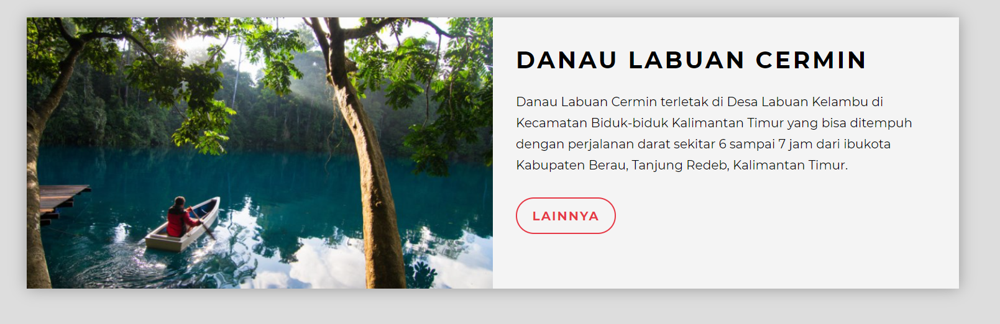 DANAU LABUAN CERMIN
Danau Labuan Cermin terletak di Desa Labuan Kelambu di
Kecamatan Biduk-biduk Kalimantan Timur yang bisa ditempuh
dengan perjalanan darat sekitar 6 sampai 7 jam dari ibukota
Kabupaten Berau, Tanjung Redeb, Kalimantan Timur.
LAINNYA